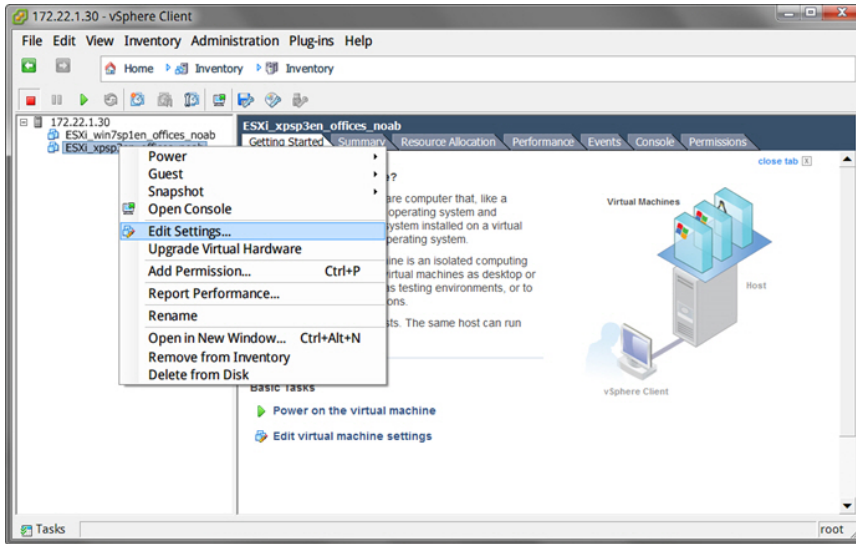 172.22.1.30 - vSphere Client
File Edit View Inventory Administration Plug-ins Help
Home Inventory Inventory
172.22.1.30
ESXi_win7sp1en_offices_noab
ESXi_xpsp3en_offices_noab
ESXi_xpsp3en_offices_noab
Getting Started Summary Resource Allocation Performance Events Console Permissions
close tab
Power
Guest
Snapshot
Open Console
Edit Settings...
Upgrade Virtual Hardware
Add Permission... Ctrl+P
Report Performance...
Rename
Open in New Window... Ctrl+Alt+N
Remove from Inventory
Delete from Disk
?
are computer that, like a
operating system and
system installed on a virtual
perating system.
ine is an isolated computing
irtual machines as desktop or
as testing environments, or to
ons.
sts. The same host can run
Virtual Machines
Host
vSphere Client
Basic Tasks
Power on the virtual machine
Edit virtual machine settings
Tasks
root